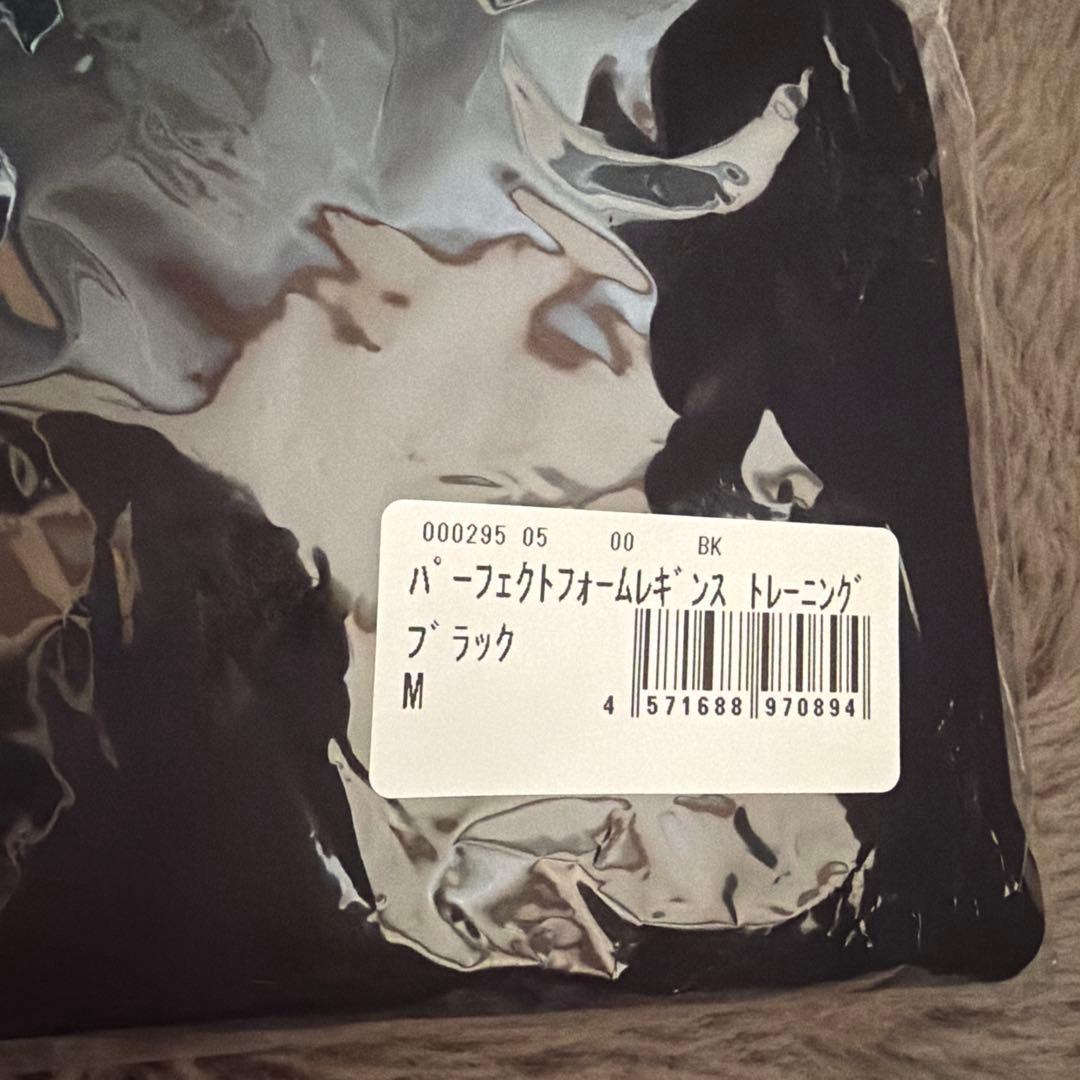 000295 05 00 BK
パーフェクトフォームレギンス トレーニング
ブラック
M
4 571688 970894